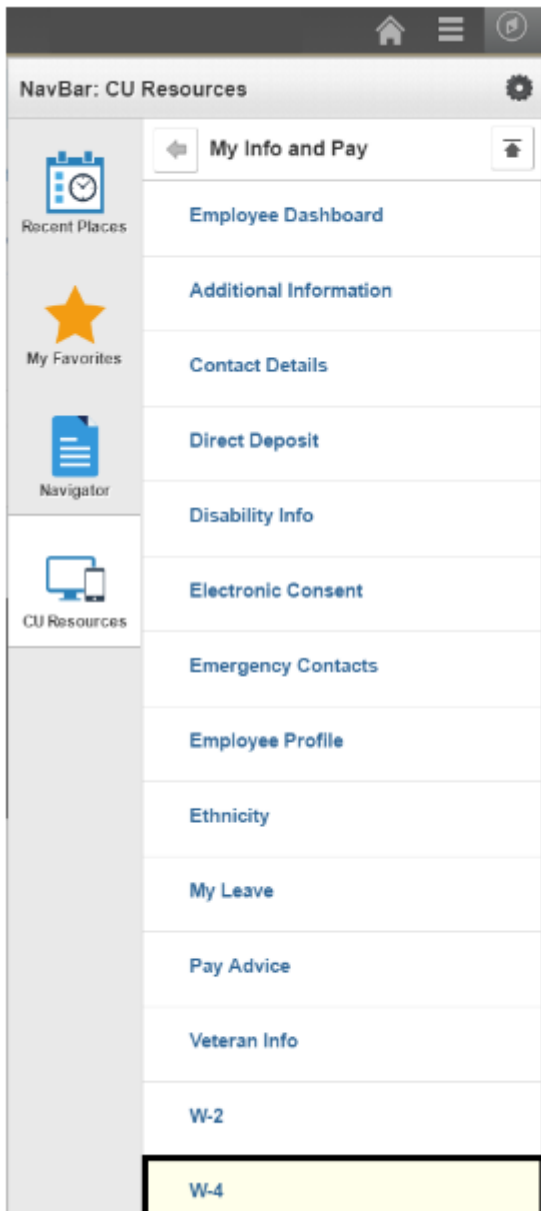 NavBar: CU Resources
Recent Places
My Favorites
Navigator
CU Resources
My Info and Pay
Employee Dashboard
Additional Information
Contact Details
Direct Deposit
Disability Info
Electronic Consent
Emergency Contacts
Employee Profile
Ethnicity
My Leave
Pay Advice
Veteran Info
W-2
W-4